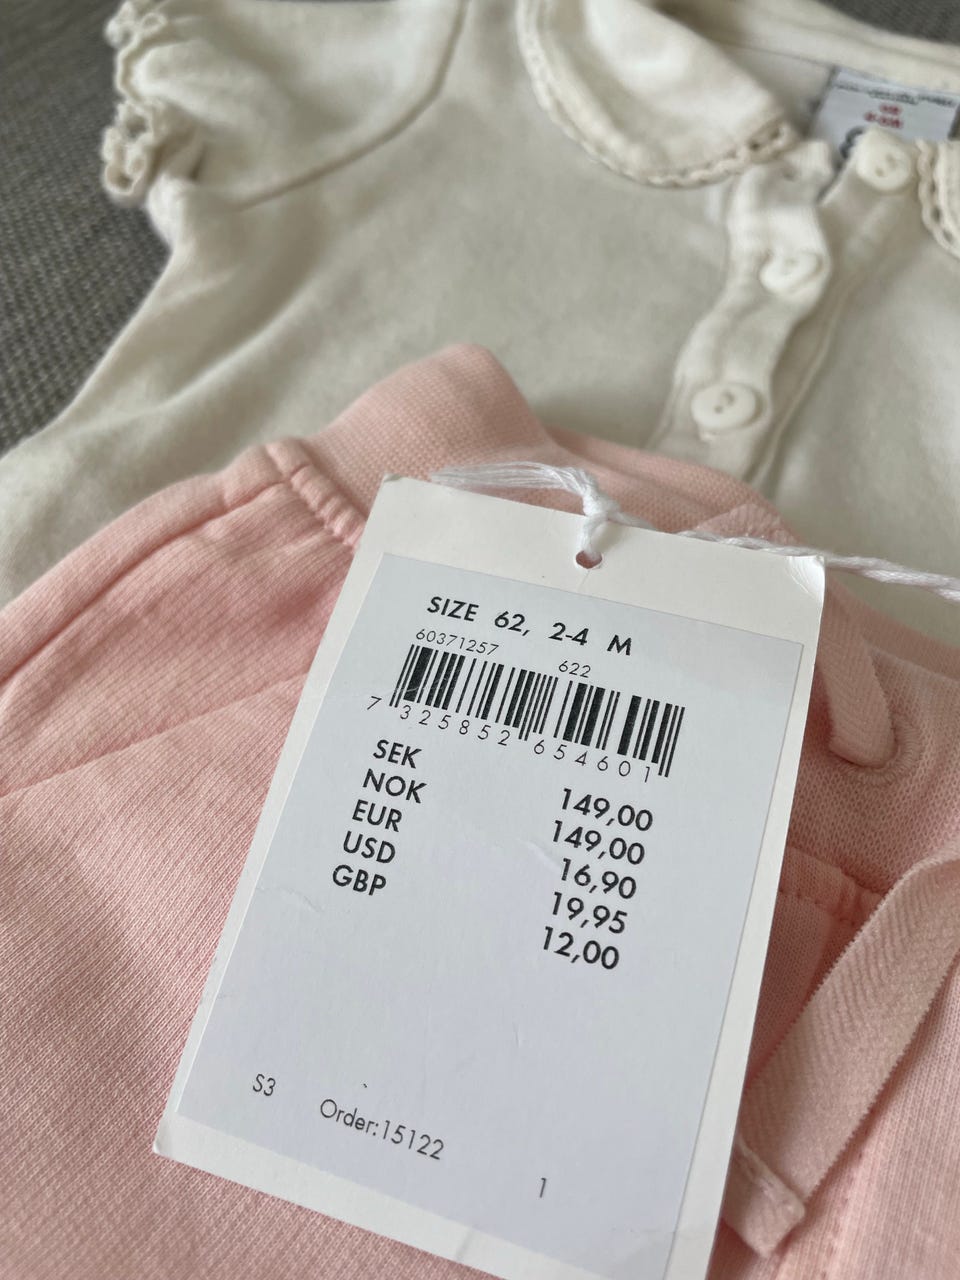 SIZE 62, 2-4 M
60371257 622
7 325852 654601
SEK 149,00
NOK 149,00
EUR 16,90
USD 19,95
GBP 12,00
S3 Order:15122 1